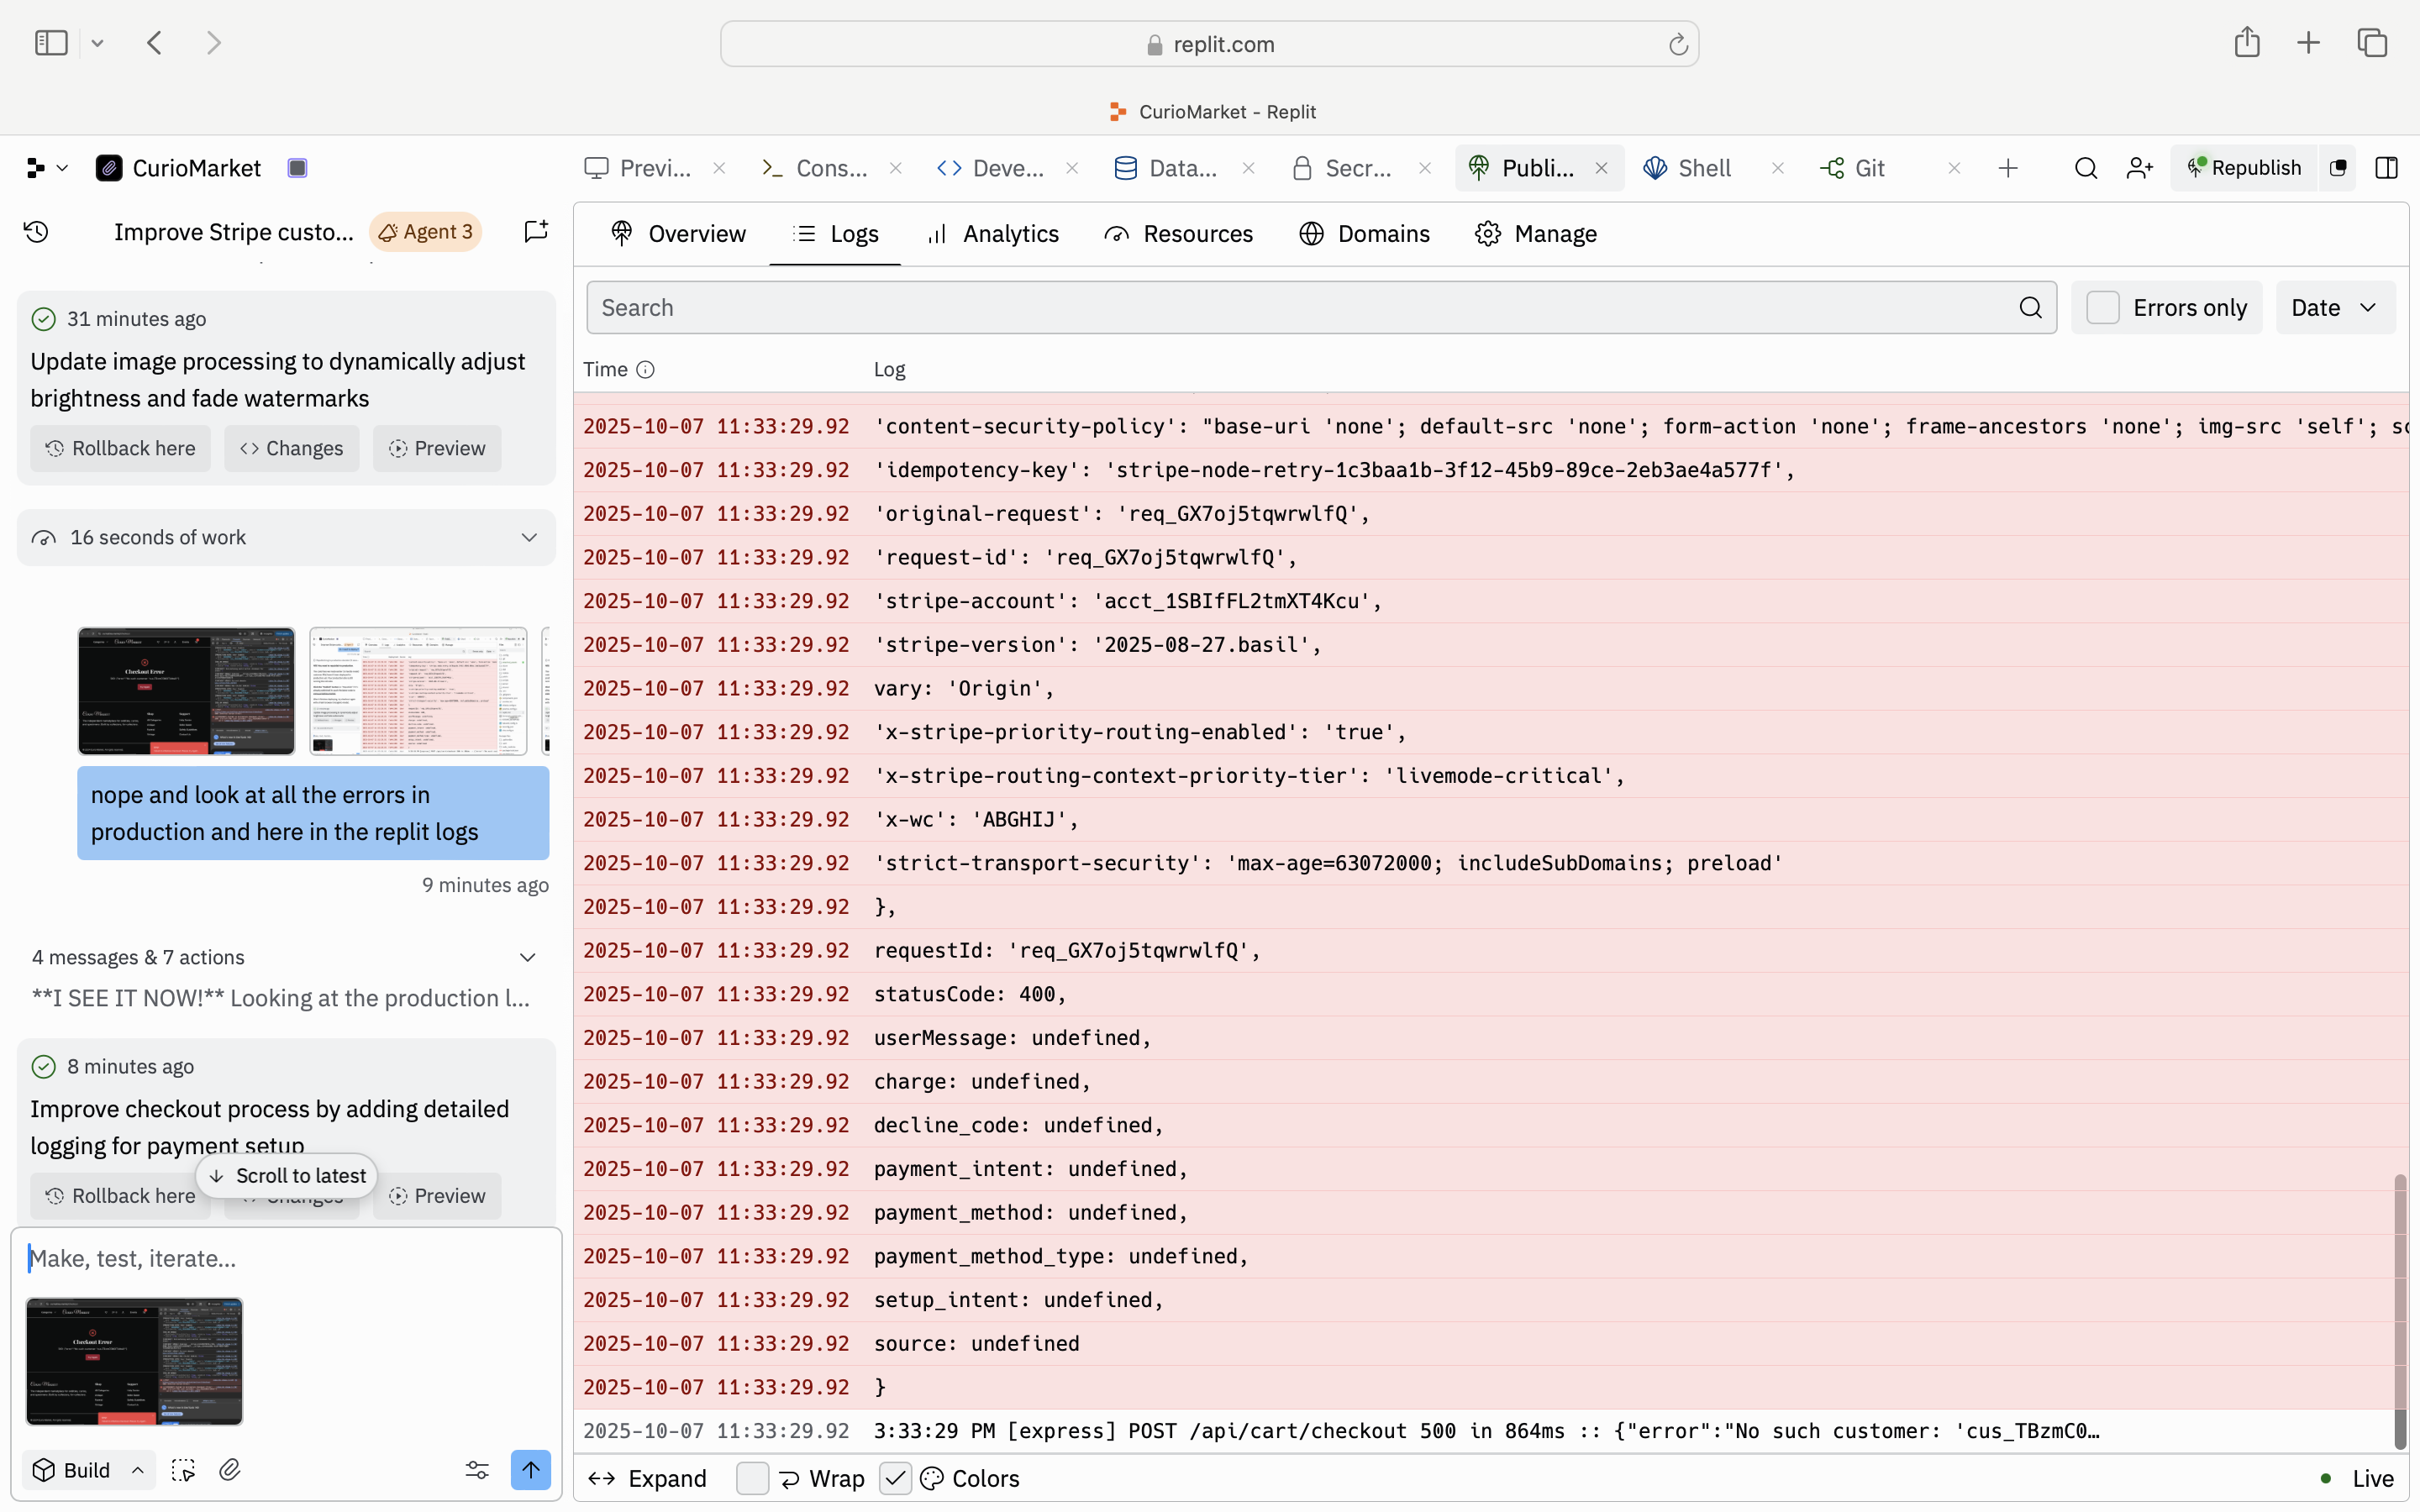 replit.com
CurioMarket - Replit
CurioMarket
Previ...
Cons...
Deve...
Data...
Secr...
Publi...
Shell
Git
Republish
Improve Stripe custo...
Agent 3
Overview
Logs
Analytics
Resources
Domains
Manage
31 minutes ago
Update image processing to dynamically adjust
brightness and fade watermarks
Rollback here
Changes
Preview
16 seconds of work
Checkout Error
nope and look at all the errors in
production and here in the replit logs
9 minutes ago
4 messages & 7 actions
**I SEE IT NOW!** Looking at the production l...
8 minutes ago
Improve checkout process by adding detailed
logging for payment setup
Scroll to latest
Rollback here
Changes
Preview
Make, test, iterate...
Checkout Error
Build
Search
Errors only
Date
Time
Log
2025-10-07 11:33:29.92 'content-security-policy': "base-uri 'none'; default-src 'none'; form-action 'none'; frame-ancestors 'none'; img-src 'self'; sc
2025-10-07 11:33:29.92 'idempotency-key': 'stripe-node-retry-1c3baa1b-3f12-45b9-89ce-2eb3ae4a577f',
2025-10-07 11:33:29.92 'original-request': 'req_GX7oj5tqwrwlfQ',
2025-10-07 11:33:29.92 'request-id': 'req_GX7oj5tqwrwlfQ',
2025-10-07 11:33:29.92 'stripe-account': 'acct_1SBIfFL2tmXT4Kcu',
2025-10-07 11:33:29.92 'stripe-version': '2025-08-27.basil',
2025-10-07 11:33:29.92 vary: 'Origin',
2025-10-07 11:33:29.92 'x-stripe-priority-routing-enabled': 'true',
2025-10-07 11:33:29.92 'x-stripe-routing-context-priority-tier': 'livemode-critical',
2025-10-07 11:33:29.92 'x-wc': 'ABGHIJ',
2025-10-07 11:33:29.92 'strict-transport-security': 'max-age=63072000; includeSubDomains; preload'
2025-10-07 11:33:29.92 },
2025-10-07 11:33:29.92 requestId: 'req_GX7oj5tqwrwlfQ',
2025-10-07 11:33:29.92 statusCode: 400,
2025-10-07 11:33:29.92 userMessage: undefined,
2025-10-07 11:33:29.92 charge: undefined,
2025-10-07 11:33:29.92 decline_code: undefined,
2025-10-07 11:33:29.92 payment_intent: undefined,
2025-10-07 11:33:29.92 payment_method: undefined,
2025-10-07 11:33:29.92 payment_method_type: undefined,
2025-10-07 11:33:29.92 setup_intent: undefined,
2025-10-07 11:33:29.92 source: undefined
2025-10-07 11:33:29.92 }
2025-10-07 11:33:29.92 3:33:29 PM [express] POST /api/cart/checkout 500 in 864ms :: {"error":"No such customer: 'cus_TBzmC0…
Expand
Wrap
Colors
Live